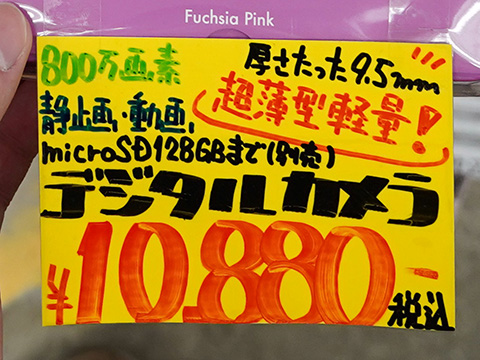 Fuchsia Pink
800万画素
厚さたった9.5mm
超薄型軽量!
静止画・動画、
microSD128GBまで(別売)
デジタルカメラ
¥10,880-
税込